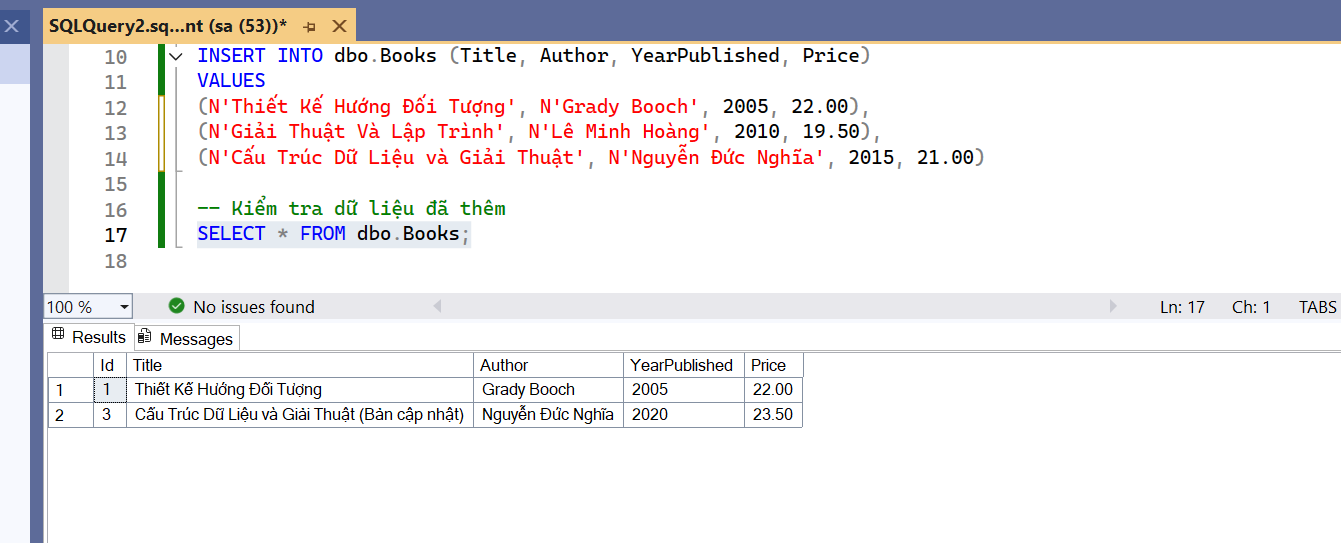 SQLQuery2.sq...nt (sa (53))*
10 INSERT INTO dbo.Books (Title, Author, YearPublished, Price)
11 VALUES
12 (N'Thiết Kế Hướng Đối Tượng', N'Grady Booch', 2005, 22.00),
13 (N'Giải Thuật Và Lập Trình', N'Lê Minh Hoàng', 2010, 19.50),
14 (N'Cấu Trúc Dữ Liệu và Giải Thuật', N'Nguyễn Đức Nghĩa', 2015, 21.00)
15
16 -- Kiểm tra dữ liệu đã thêm
17 SELECT * FROM dbo.Books;
18
100 % No issues found Ln: 17 Ch: 1 TABS
Results Messages
Id Title Author YearPublished Price
1 1 Thiết Kế Hướng Đối Tượng Grady Booch 2005 22.00
2 3 Cấu Trúc Dữ Liệu và Giải Thuật (Bản cập nhật) Nguyễn Đức Nghĩa 2020 23.50